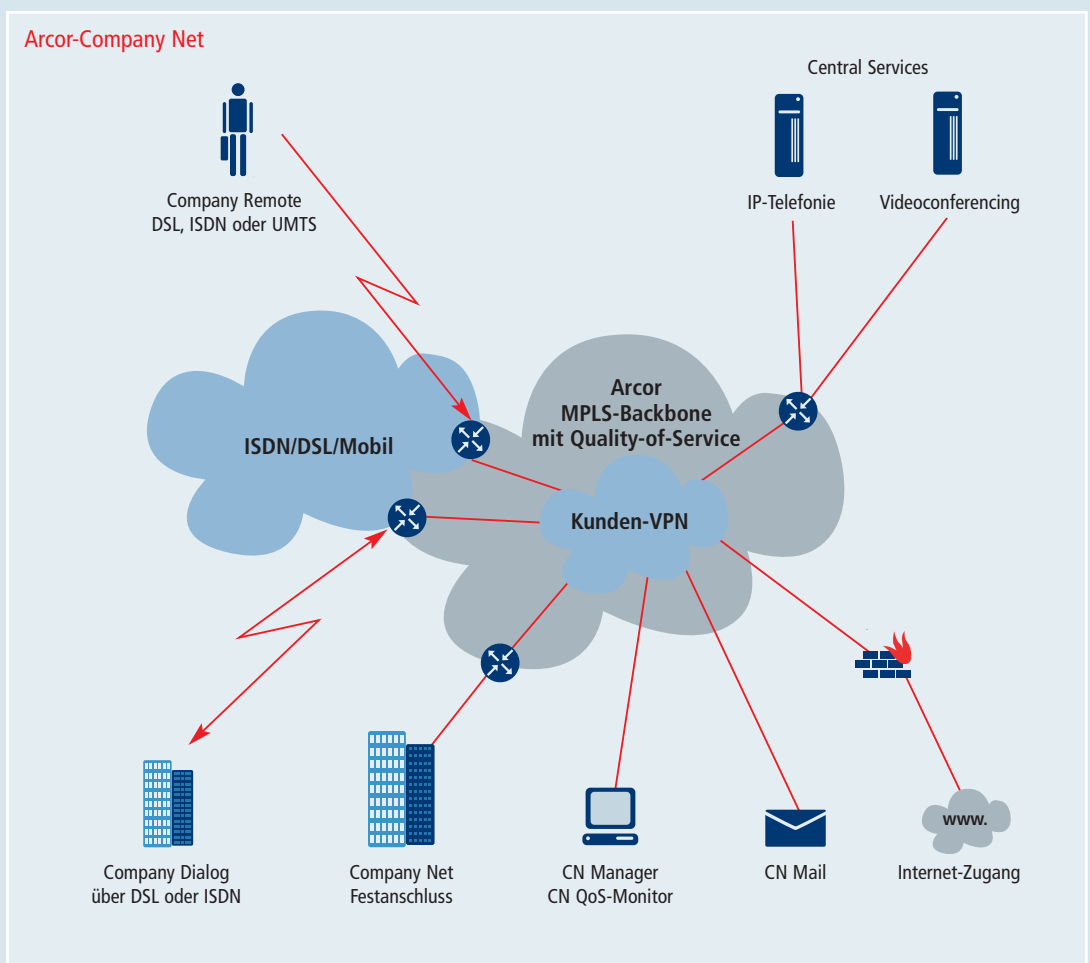 Arcor-Company Net
Central Services
Company Remote
DSL, ISDN oder UMTS
IP-Telefonie
Videoconferencing
Arcor
MPLS-Backbone
mit Quality-of-Service
ISDN/DSL/Mobil
Kunden-VPN
www.
Company Dialog
über DSL oder ISDN
Company Net
Festanschluss
CN Manager
CN QoS-Monitor
CN Mail
Internet-Zugang